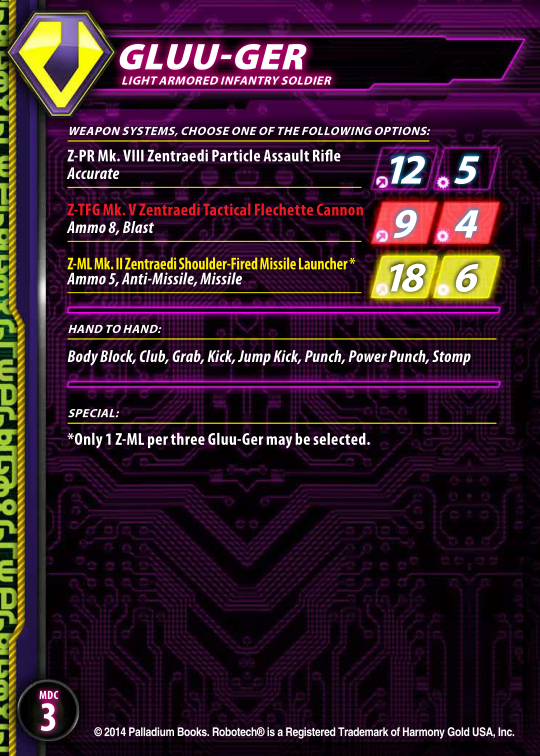 GLUU-GER
LIGHT ARMORED INFANTRY SOLDIER
WEAPON SYSTEMS, CHOOSE ONE OF THE FOLLOWING OPTIONS:
Z-PR Mk. VIII Zentraedi Particle Assault Rifle 12 5
Accurate
Z-TFG Mk. V Zentraedi Tactical Flechette Cannon 9 4
Ammo 8, Blast
Z-ML Mk. II Zentraedi Shoulder-Fired Missile Launcher* 18 6
Ammo 5, Anti-Missile, Missile
HAND TO HAND:
Body Block, Club, Grab, Kick, Jump Kick, Punch, Power Punch, Stomp
SPECIAL:
*Only 1 Z-ML per three Gluu-Ger may be selected.
MDC
3
© 2014 Palladium Books. Robotech® is a Registered Trademark of Harmony Gold USA, Inc.